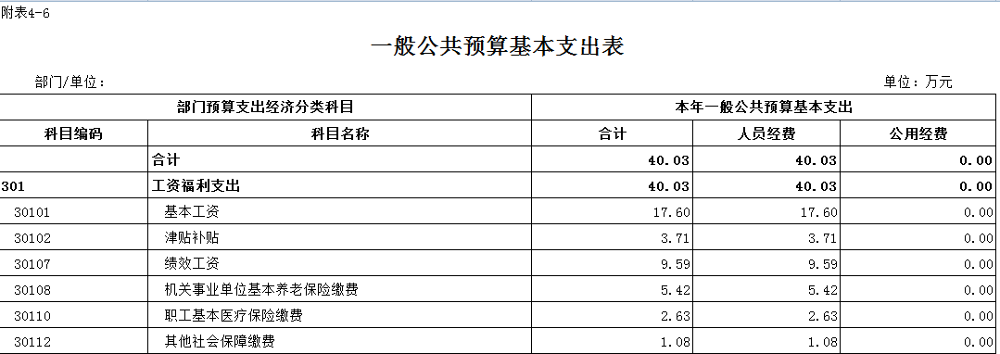 附表4-6
一般公共预算基本支出表
部门/单位: 单位: 万元
部门预算支出经济分类科目 本年一般公共预算基本支出
科目编码 科目名称 合计 人员经费 公用经费
合计 40.03 40.03 0.00
301 工资福利支出 40.03 40.03 0.00
30101 基本工资 17.60 17.60 0.00
30102 津贴补贴 3.71 3.71 0.00
30107 绩效工资 9.59 9.59 0.00
30108 机关事业单位基本养老保险缴费 5.42 5.42 0.00
30110 职工基本医疗保险缴费 2.63 2.63 0.00
30112 其他社会保障缴费 1.08 1.08 0.00